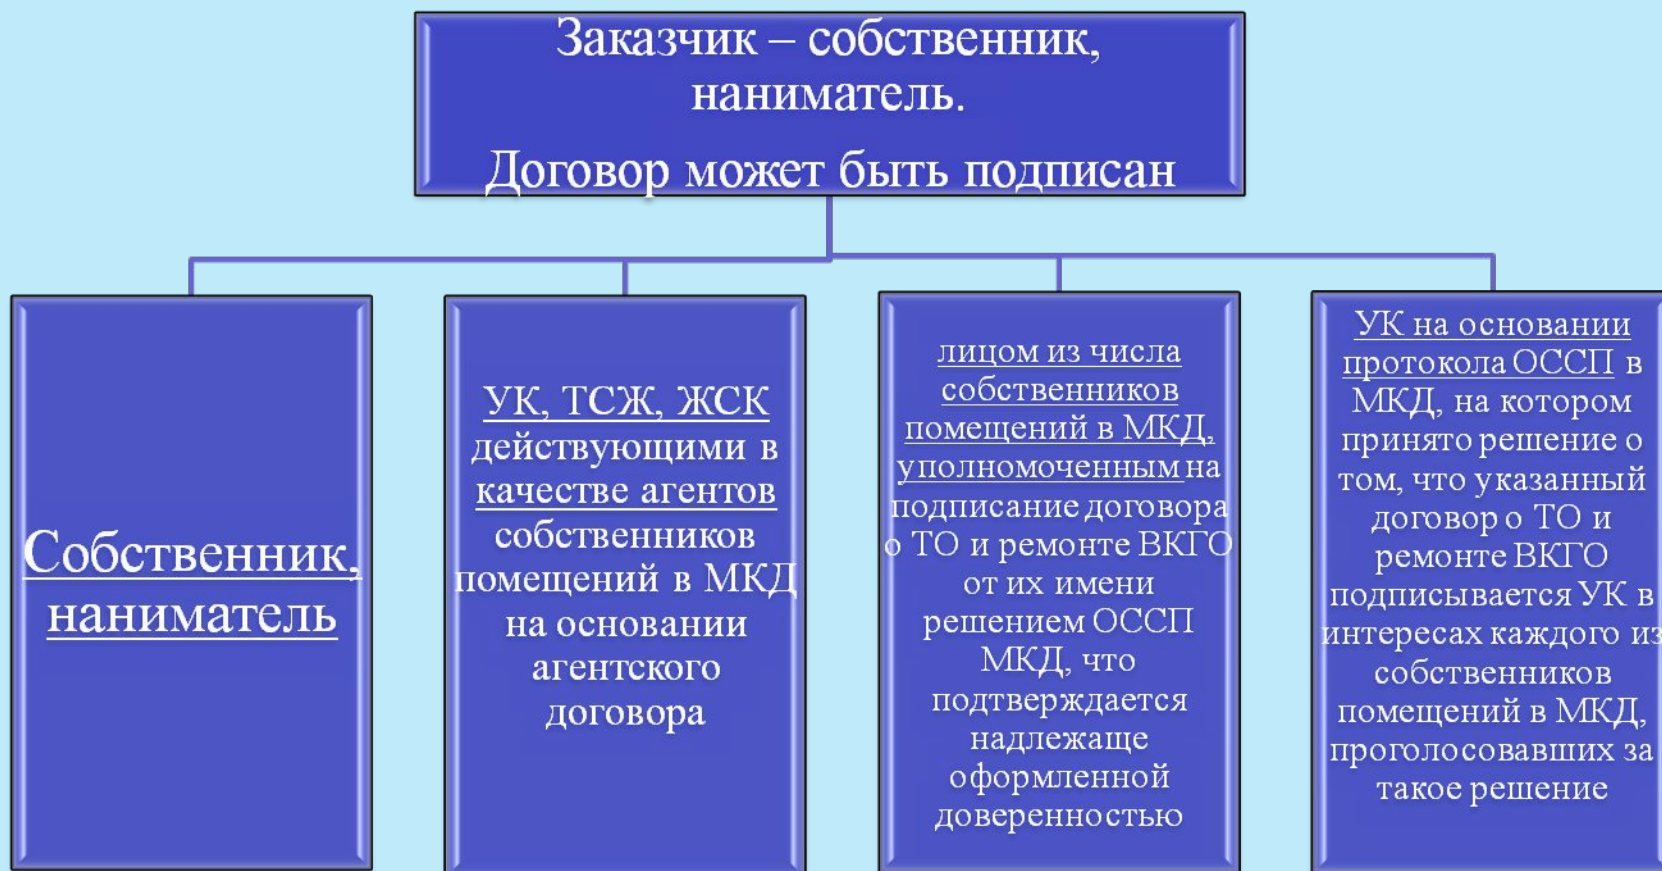 Заказчик – собственник,
наниматель.
Договор может быть подписан
Собственник,
наниматель
УК, ТСЖ, ЖСК
действующими в
качестве агентов
собственников
помещений в МКД
на основании
агентского
договора
лицом из числа
собственников
помещений в МКД,
уполномоченным на
подписание договора
о ТО и ремонте ВКГО
от их имени
решением ОССП
МКД, что
подтверждается
надлежаще
оформленной
доверенностью
УК на основании
протокола ОССП в
МКД, на котором
принято решение о
том, что указанный
договор о ТО и
ремонте ВКГО
подписывается УК в
интересах каждого из
собственников
помещений в МКД,
проголосовавших за
такое решение